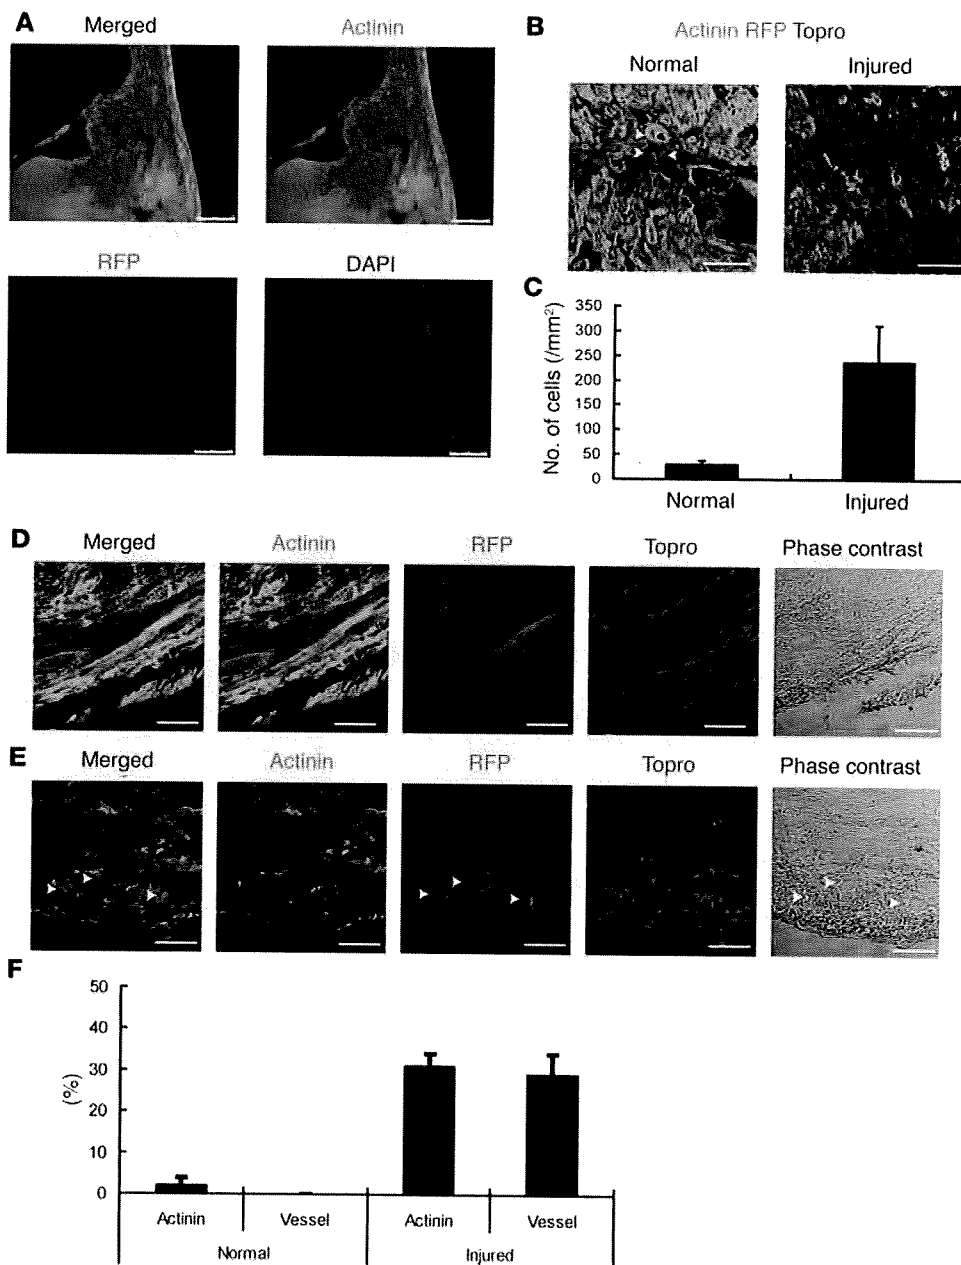 A
Merged
Actinin
RFP
DAPI
B
Actinin RFP Topro
Normal
Injured
C
No. of cells (/mm²)
350
300
250
200
150
100
50
0
Normal
Injured
D
Merged
Actinin
RFP
Topro
Phase contrast
E
Merged
Actinin
RFP
Topro
Phase contrast
F
(%)
50
40
30
20
10
0
Actinin
Vessel
Actinin
Vessel
Normal
Injured